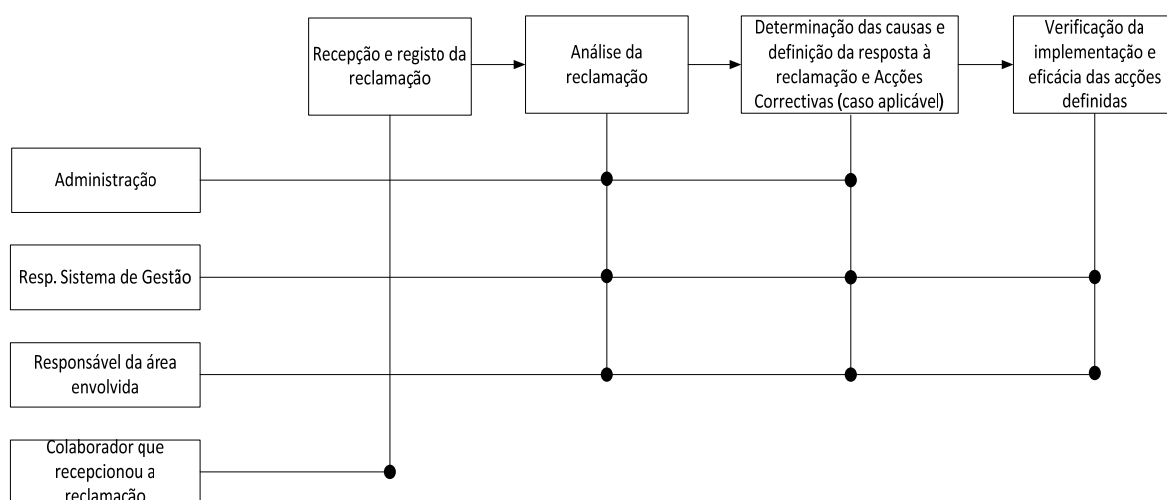 Recepção e registo da
reclamação
Análise da
reclamação
Determinação das causas e
definição da resposta à
reclamação e Acções
Correctivas (caso aplicável)
Verificação da
implementação e
eficácia das acções
definidas
Administração
Resp. Sistema de Gestão
Responsável da área
envolvida
Colaborador que
recepcionou a
reclamação